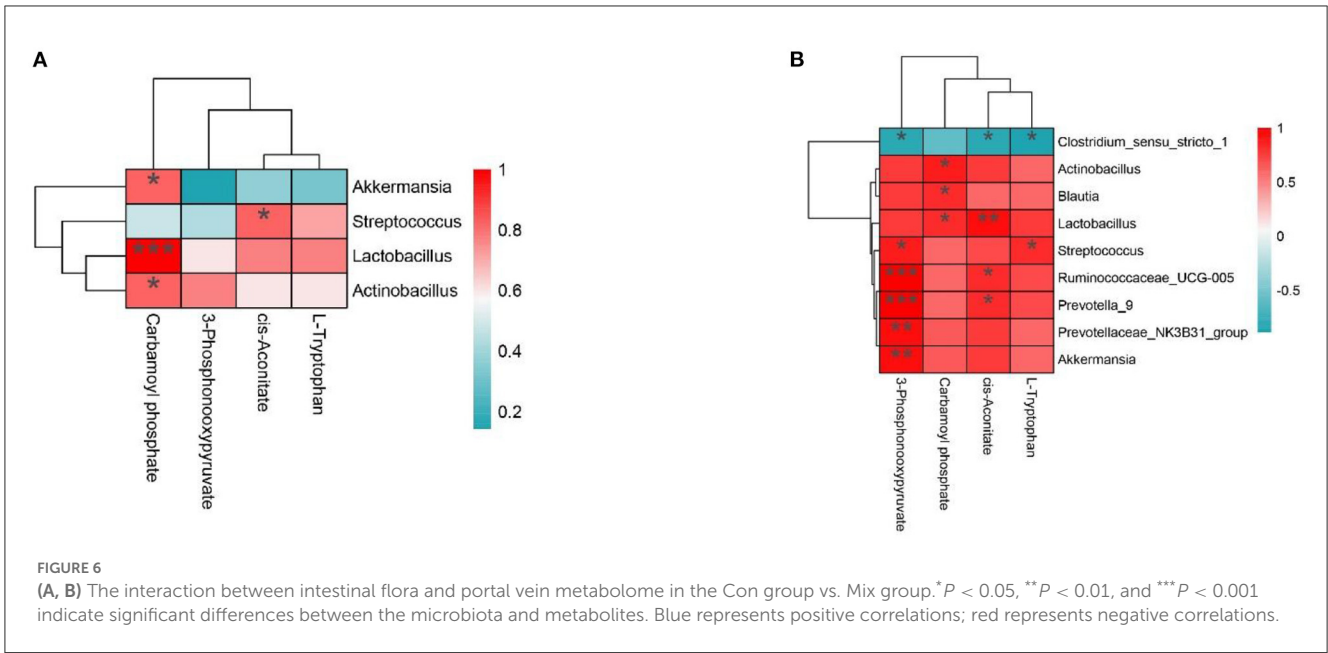 A
Akkermansia
Streptococcus
Lactobacillus
Actinobacillus
* * *** *
Carbamoyl phosphate
3-Phosphonooxypyruvate
cis-Aconitate
L-Tryptophan
1
0.8
0.6
0.4
0.2
B
* * * Clostridium_sensu_stricto_1
* Actinobacillus
* Blautia
* ** Lactobacillus
* * Streptococcus
*** * Ruminococcaceae_UCG-005
*** * Prevotella_9
** Prevotellaceae_NK3B31_group
** Akkermansia
3-Phosphonooxypyruvate
Carbamoyl phosphate
cis-Aconitate
L-Tryptophan
1
0.5
0
-0.5
FIGURE 6
(A, B) The interaction between intestinal flora and portal vein metabolome in the Con group vs. Mix group.*P < 0.05, **P < 0.01, and ***P < 0.001
indicate significant differences between the microbiota and metabolites. Blue represents positive correlations; red represents negative correlations.